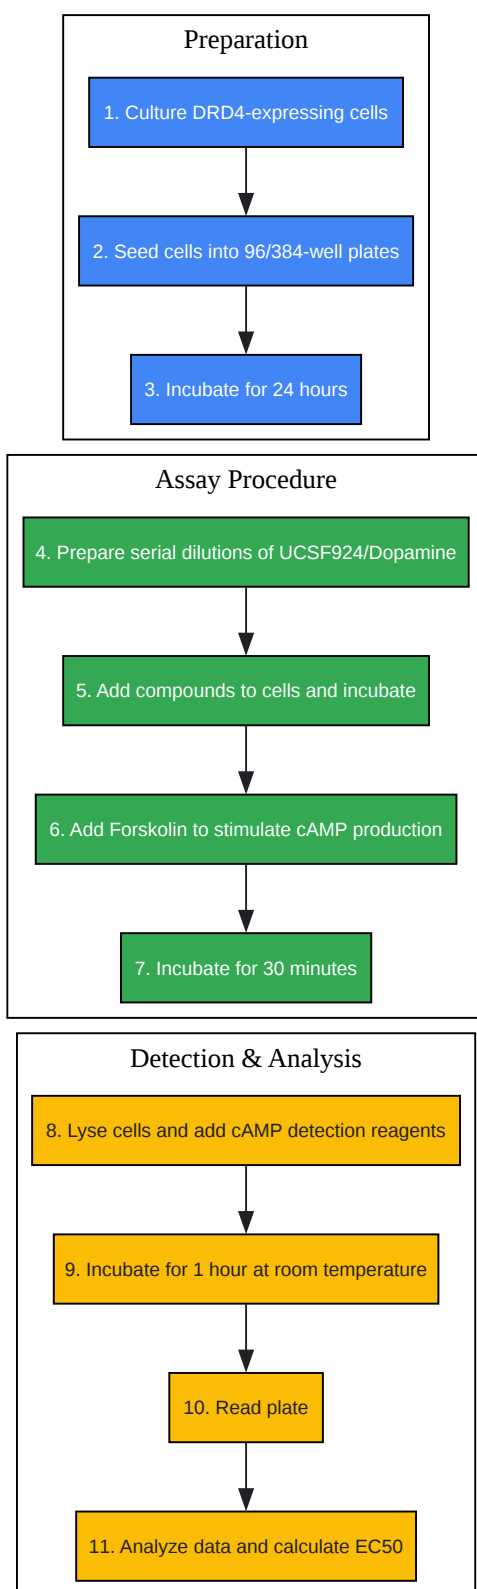 Preparation
1. Culture DRD4-expressing cells
2. Seed cells into 96/384-well plates
3. Incubate for 24 hours
Assay Procedure
4. Prepare serial dilutions of UCSF924/Dopamine
5. Add compounds to cells and incubate
6. Add Forskolin to stimulate cAMP production
7. Incubate for 30 minutes
Detection & Analysis
8. Lyse cells and add cAMP detection reagents
9. Incubate for 1 hour at room temperature
10. Read plate
11. Analyze data and calculate EC50